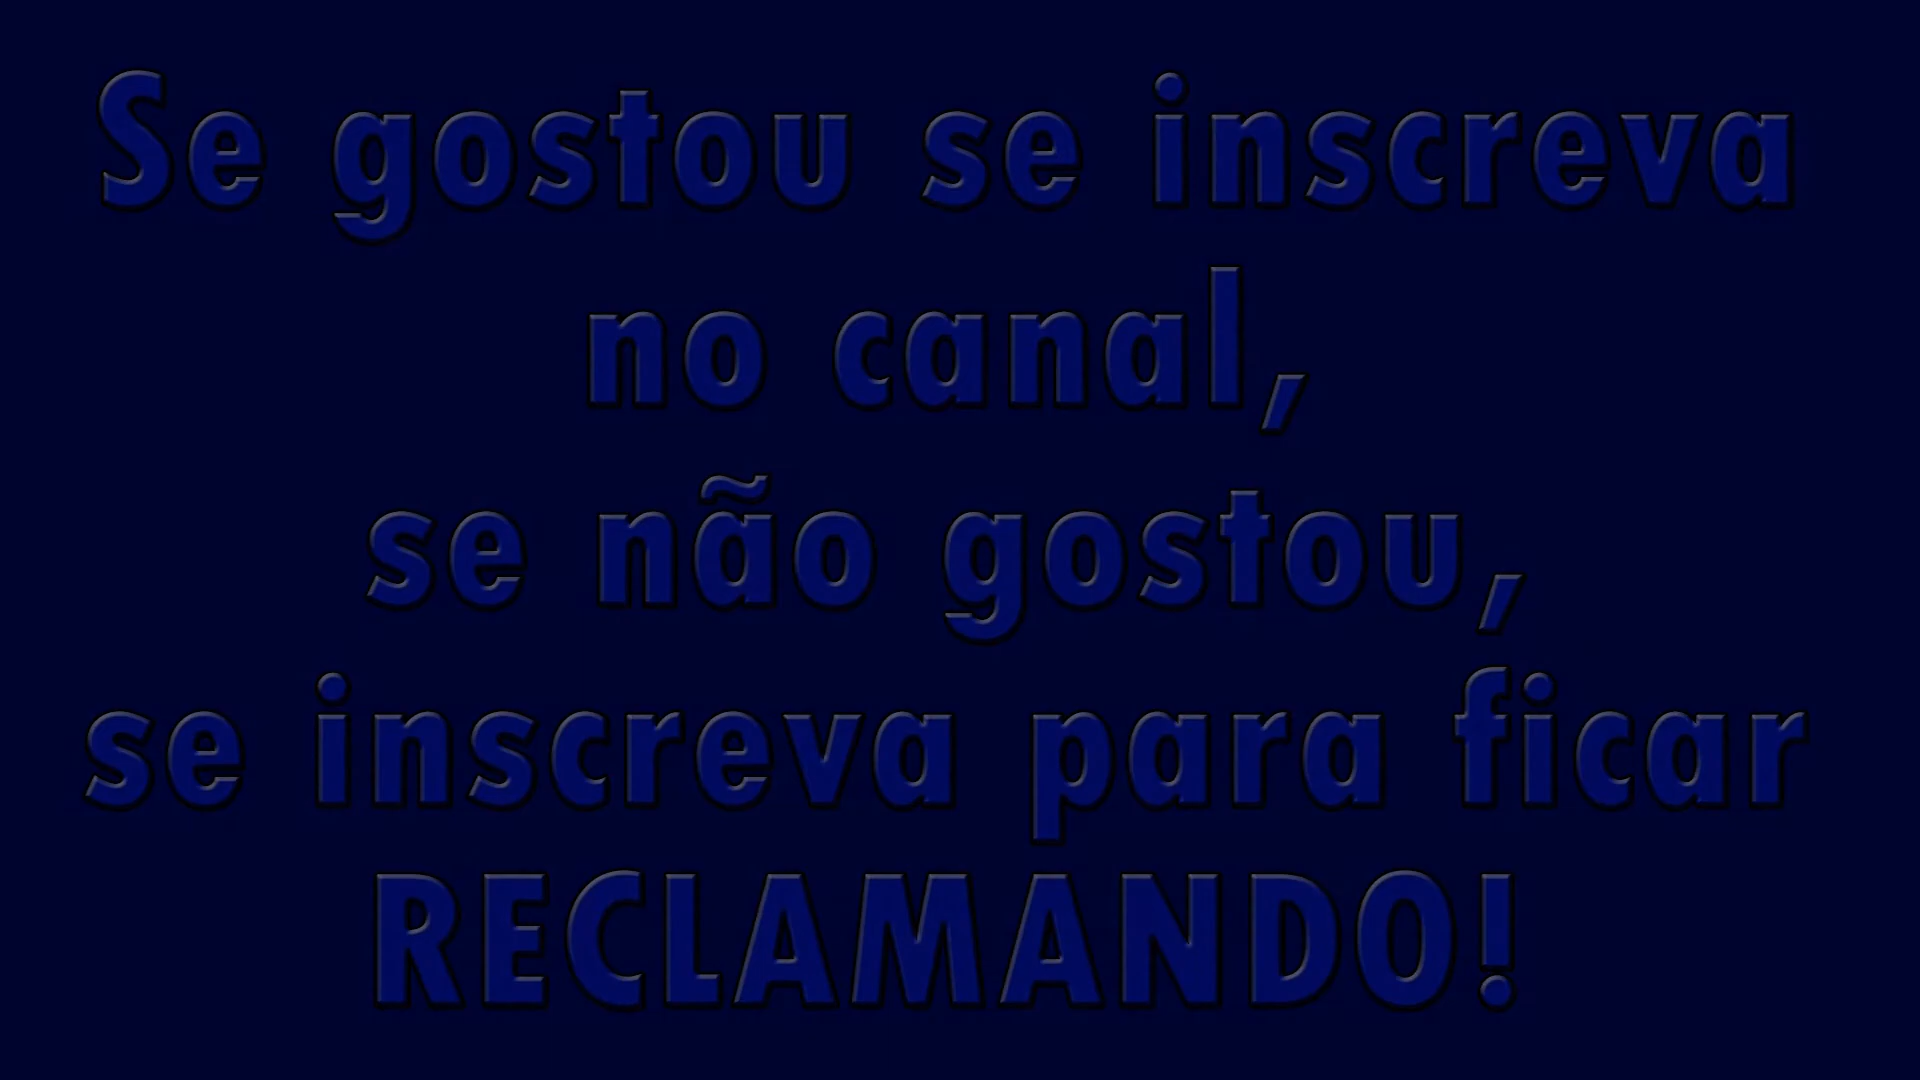 Se gostou se inscreva
no canal,
se não gostou,
se inscreva para ficar
RECLAMANDO!